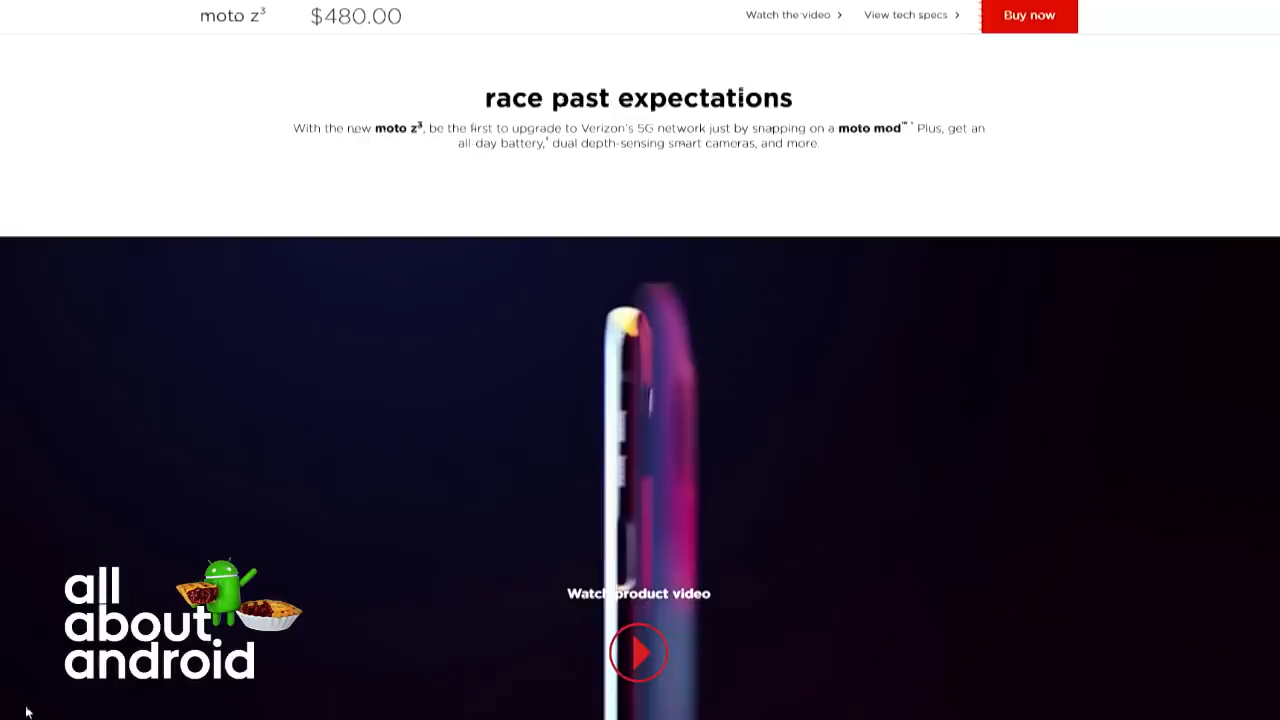 moto z³ $480.00 Watch the video > View tech specs > Buy now
race past expectations
With the new moto z³, be the first to upgrade to Verizon's 5G network just by snapping on a moto mod™* Plus, get an
all-day battery,† dual depth-sensing smart cameras, and more.
Watch product video
all
about
android